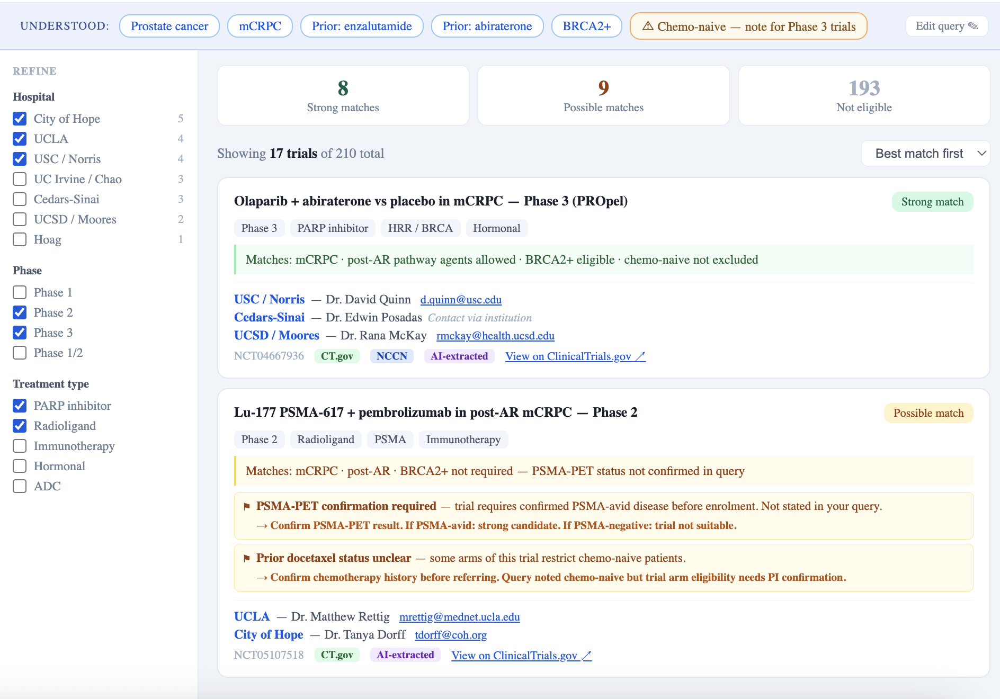 UNDERSTOOD: Prostate cancer mCRPC Prior: enzalutamide Prior: abiraterone BRCA2+ ⚠ Chemo-naive — note for Phase 3 trials Edit query ✎
REFINE
Hospital
City of Hope 5
UCLA 4
USC / Norris 4
UC Irvine / Chao 3
Cedars-Sinai 3
UCSD / Moores 2
Hoag 1
Phase
Phase 1
Phase 2
Phase 3
Phase 1/2
Treatment type
PARP inhibitor
Radioligand
Immunotherapy
Hormonal
ADC
8
Strong matches
9
Possible matches
193
Not eligible
Showing 17 trials of 210 total
Best match first
Olaparib + abiraterone vs placebo in mCRPC — Phase 3 (PROpel)
Strong match
Phase 3 PARP inhibitor HRR / BRCA Hormonal
Matches: mCRPC · post-AR pathway agents allowed · BRCA2+ eligible · chemo-naive not excluded
USC / Norris — Dr. David Quinn d.quinn@usc.edu
Cedars-Sinai — Dr. Edwin Posadas Contact via institution
UCSD / Moores — Dr. Rana McKay rmckay@health.ucsd.edu
NCT04667936 CT.gov NCCN AI-extracted View on ClinicalTrials.gov ↗
Lu-177 PSMA-617 + pembrolizumab in post-AR mCRPC — Phase 2
Possible match
Phase 2 Radioligand PSMA Immunotherapy
Matches: mCRPC · post-AR · BRCA2+ not required — PSMA-PET status not confirmed in query
⚑ PSMA-PET confirmation required — trial requires confirmed PSMA-avid disease before enrolment. Not stated in your query.
→ Confirm PSMA-PET result. If PSMA-avid: strong candidate. If PSMA-negative: trial not suitable.
⚑ Prior docetaxel status unclear — some arms of this trial restrict chemo-naive patients.
→ Confirm chemotherapy history before referring. Query noted chemo-naive but trial arm eligibility needs PI confirmation.
UCLA — Dr. Matthew Rettig mrettig@mednet.ucla.edu
City of Hope — Dr. Tanya Dorff tdorff@coh.org
NCT05107518 CT.gov AI-extracted View on ClinicalTrials.gov ↗